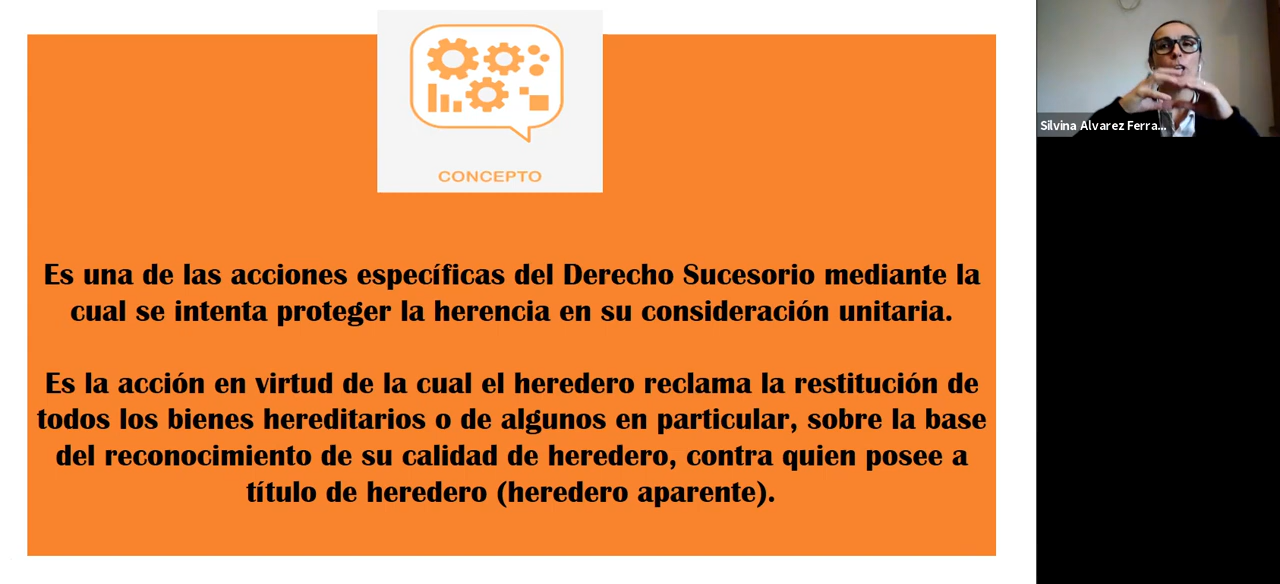 CONCEPTO
Es una de las acciones específicas del Derecho Sucesorio mediante la
cual se intenta proteger la herencia en su consideración unitaria.
Es la acción en virtud de la cual el heredero reclama la restitución de
todos los bienes hereditarios o de algunos en particular, sobre la base
del reconocimiento de su calidad de heredero, contra quien posee a
título de heredero (heredero aparente).
Silvina Alvarez Ferra...